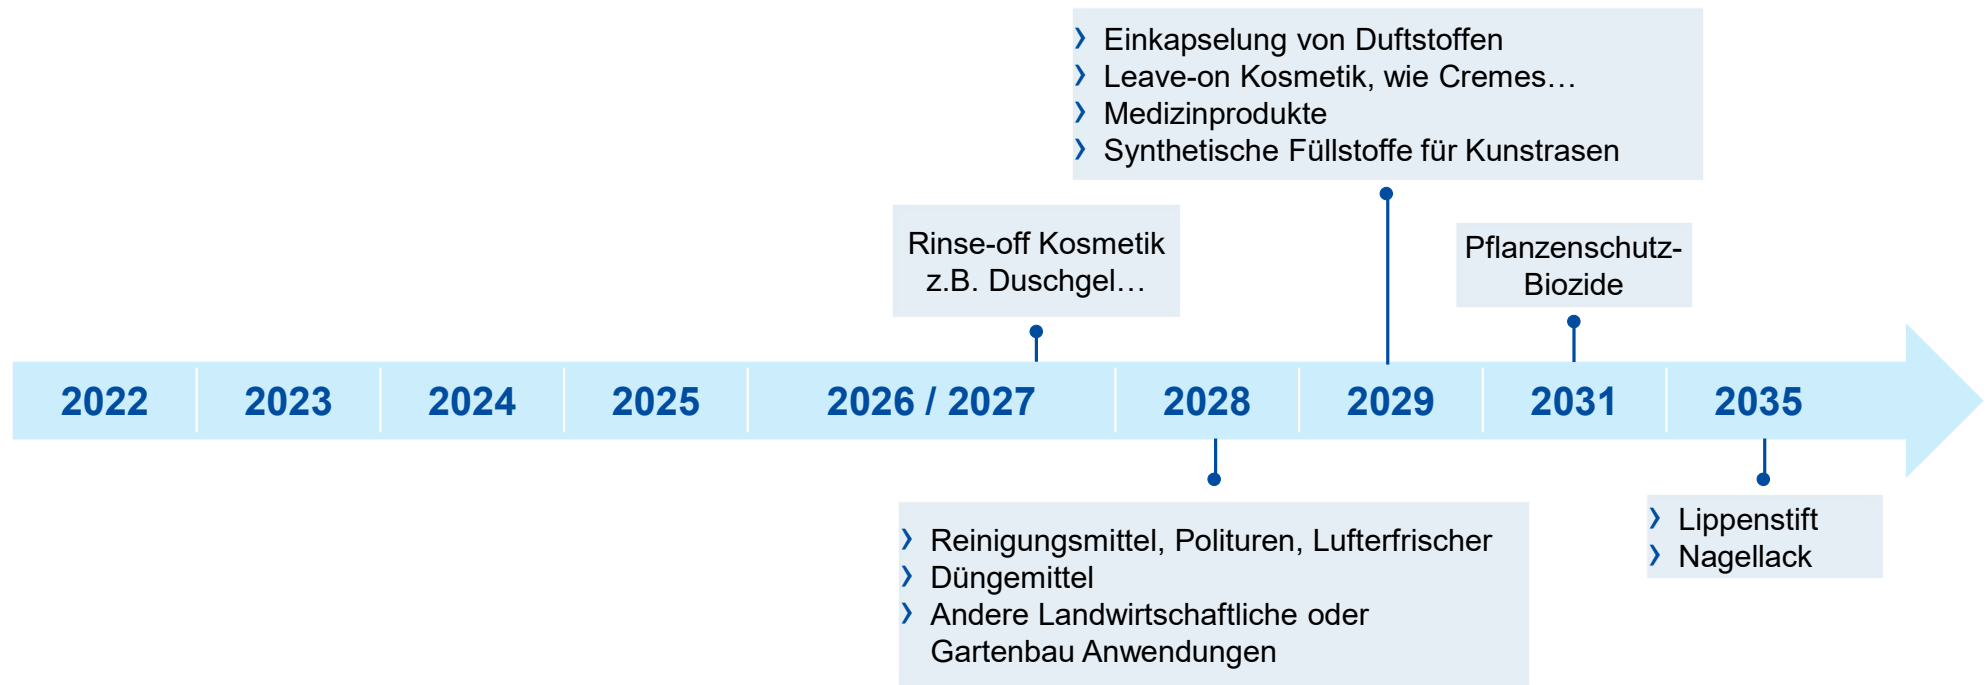 Einkapselung von Duftstoffen
Leave-on Kosmetik, wie Cremes…
Medizinprodukte
Synthetische Füllstoffe für Kunstrasen
Rinse-off Kosmetik
z.B. Duschgel…
Pflanzenschutz-
Biozide
2022
2023
2024
2025
2026 / 2027
2028
2029
2031
2035
Reinigungsmittel, Polituren, Lufterfrischer
Düngemittel
Andere Landwirtschaftliche oder
Gartenbau Anwendungen
Lippenstift
Nagellack